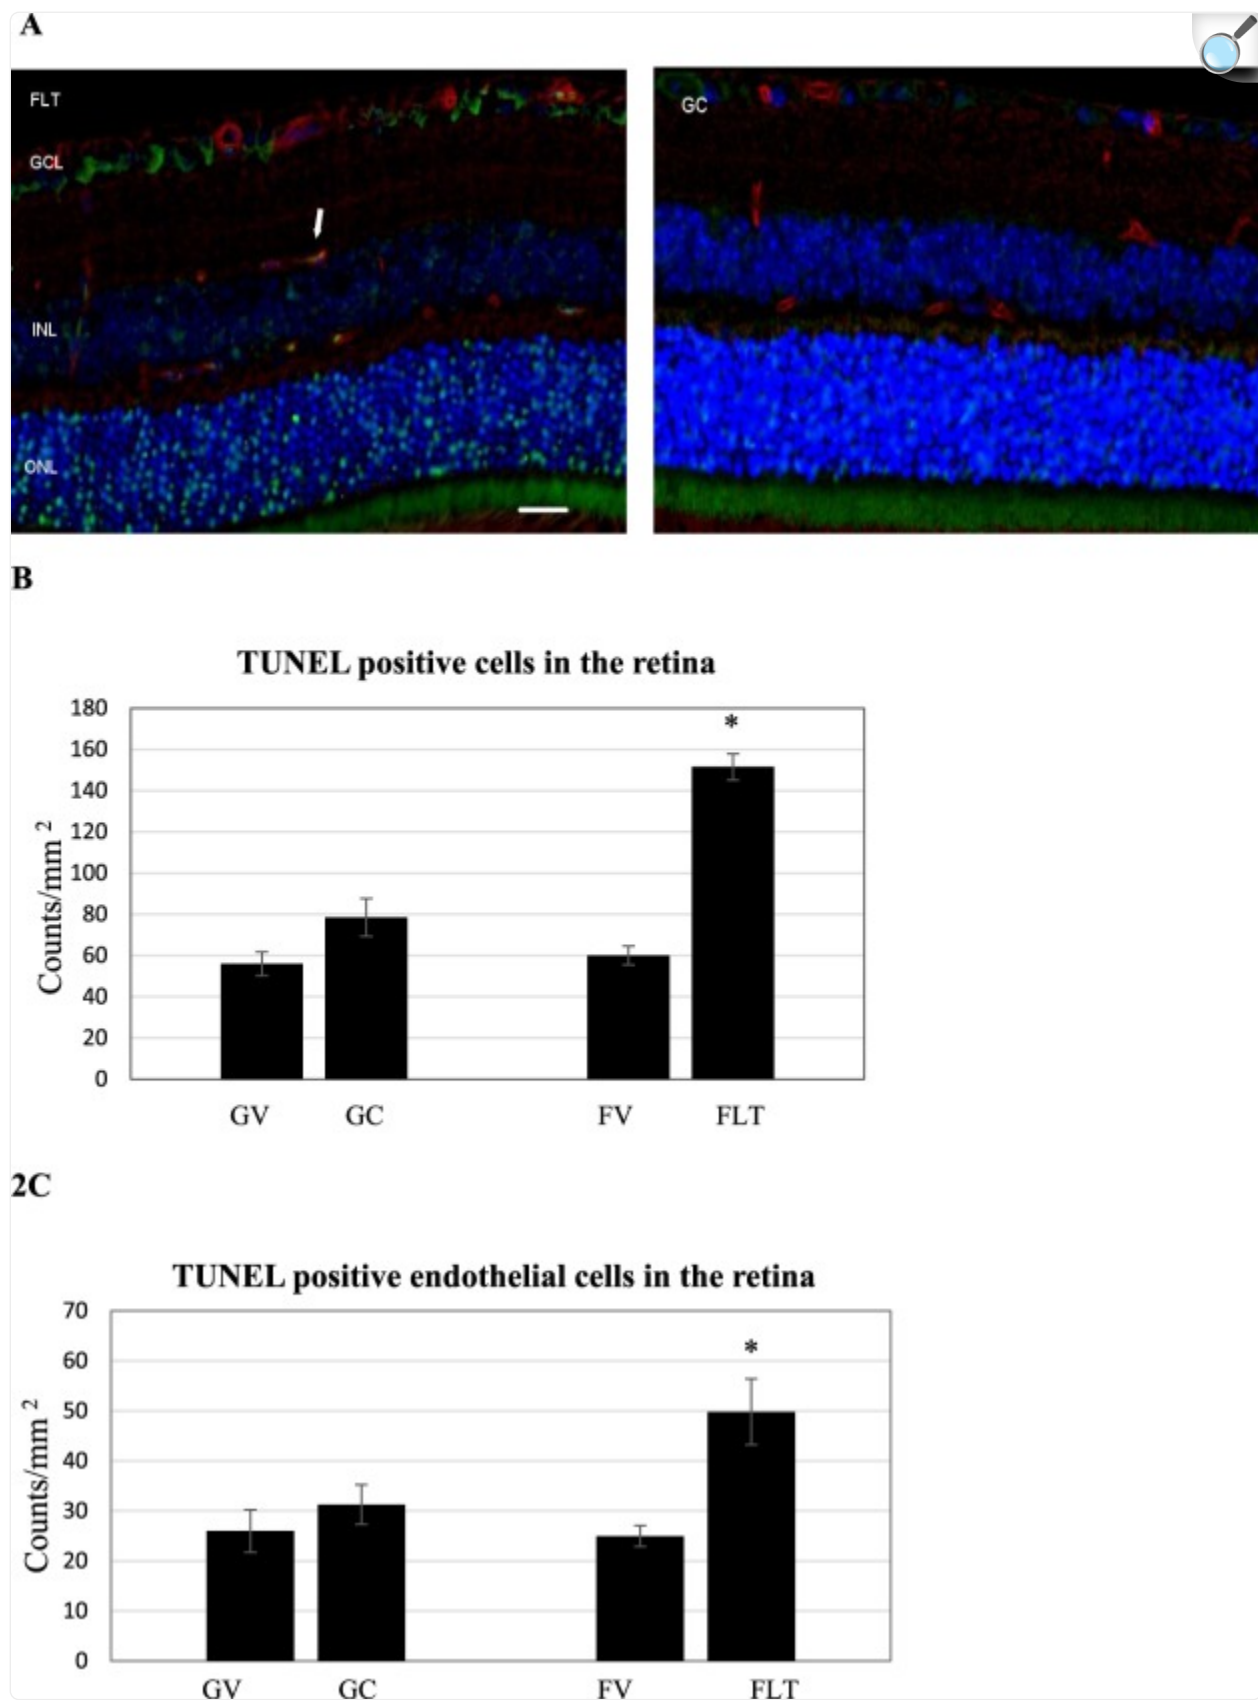 A
FLT
GCL
INL
ONL
GC
B
TUNEL positive cells in the retina
180
160
140
120
100
80
60
40
20
0
Counts/mm 2
GV GC FV FLT
2C
TUNEL positive endothelial cells in the retina
70
60
50
40
30
20
10
0
Counts/mm 2
GV GC FV FLT
*
*